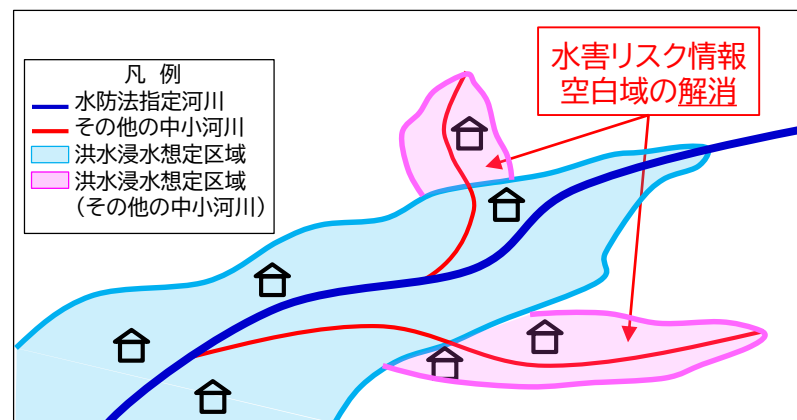 凡 例
水防法指定河川
その他の中小河川
洪水浸水想定区域
洪水浸水想定区域
(その他の中小河川)
水害リスク情報
空白域の解消